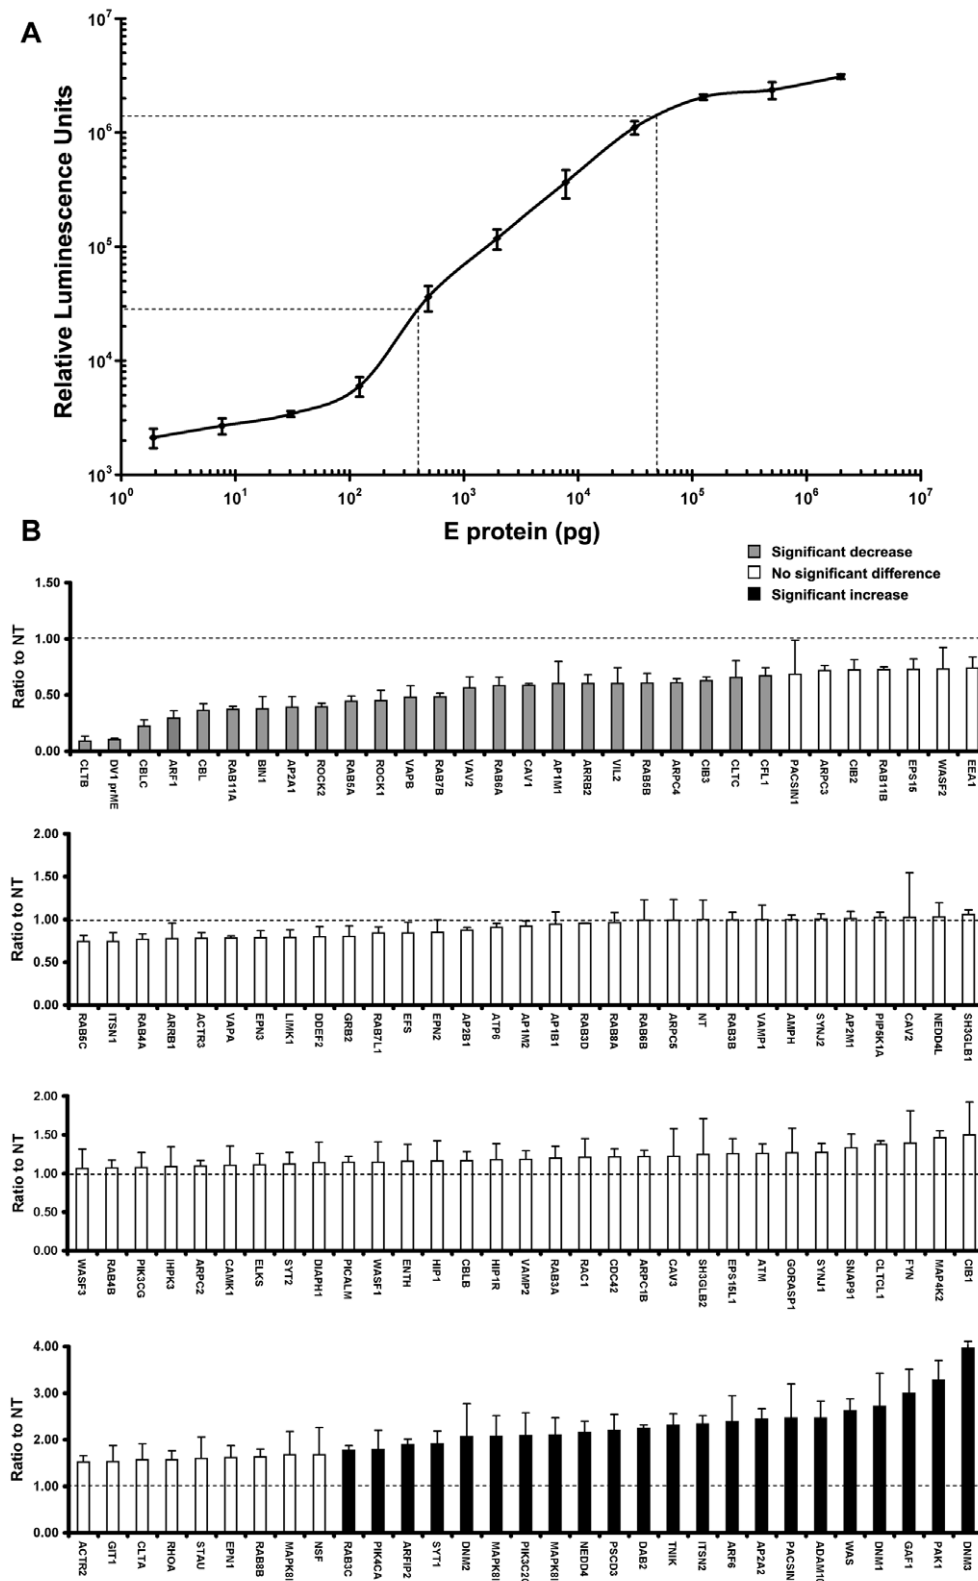 A
10^7
10^6
10^5
10^4
10^3
Relative Luminescence Units
10^0 10^1 10^2 10^3 10^4 10^5 10^6 10^7
E protein (pg)
B
Significant decrease
No significant difference
Significant increase
1.50
1.00
0.50
0.00
Ratio to NT
CLTB
DV1 prME
CBLC
ARF1
CBL
RAB11A
BIN1
AP2A1
ROCK2
RAB5A
ROCK1
VAPB
RAB7B
VAV2
RAB6A
CAV1
AP1M1
ARRB2
VIL2
RAB5B
ARPC4
CIB3
CLTC
CFL1
PACSIN1
ARPC3
CIB2
RAB11B
EPS15
WASF2
EEA1
2.00
1.50
1.00
0.50
0.00
Ratio to NT
RAB5C
ITSN1
RAB4A
ARRB1
ACTR3
VAPA
EPN3
LIMK1
DDEF2
GRB2
RAB7L1
EFS
EPN2
AP2B1
ATP6
AP1M2
AP1B1
RAB3D
RAB8A
RAB6B
ARPC5
NT
RAB3B
VAMP1
AMPH
SYNJ2
AP2M1
PIP5K1A
CAV2
NEDD4L
SH3GLB1
2.00
1.50
1.00
0.50
0.00
Ratio to NT
WASF3
RAB4B
PIK3CG
IHPK3
ARPC2
CAMK1
ELKS
SYT2
DIAPH1
PICALM
WASF1
ENTH
HIP1
CBLB
HIP1R
VAMP2
RAB3A
RAC1
CDC42
ARPC1B
CAV3
SH3GLB2
EPS15L1
ATM
GORASP1
SYNJ1
SNAP91
CLTCL1
FYN
MAP4K2
CIB1
4.00
3.00
2.00
1.00
0.00
Ratio to NT
ACTR2
GIT1
CLTA
RHOA
STAU
EPN1
RAB8B
MAPK8I
NSF
RAB3C
PIK4CA
ARFIP2
SYT1
DNM2
MAPK8I
PIK3C2G
MAPK8I
NEDD4
PSCD3
DAB2
TNIK
ITSN2
ARF6
AP2A2
PACSIN
ADAM10
WAS
DNM1
GAF1
PAK1
DNM3